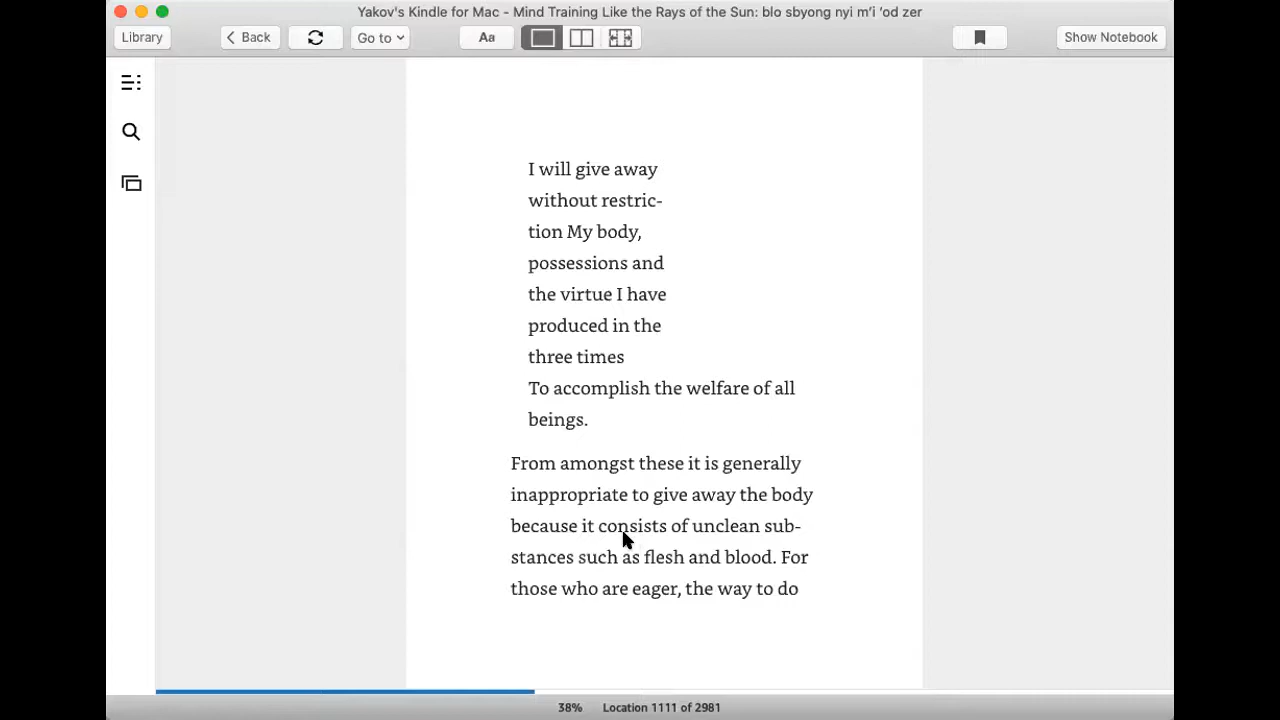 Yakov's Kindle for Mac - Mind Training Like the Rays of the Sun: blo sbyong nyi m'i 'od zer
Library
Back
Go to
Aa
Show Notebook
I will give away
without restric-
tion My body,
possessions and
the virtue I have
produced in the
three times
To accomplish the welfare of all
beings.
From amongst these it is generally
inappropriate to give away the body
because it consists of unclean sub-
stances such as flesh and blood. For
those who are eager, the way to do
38% Location 1111 of 2981